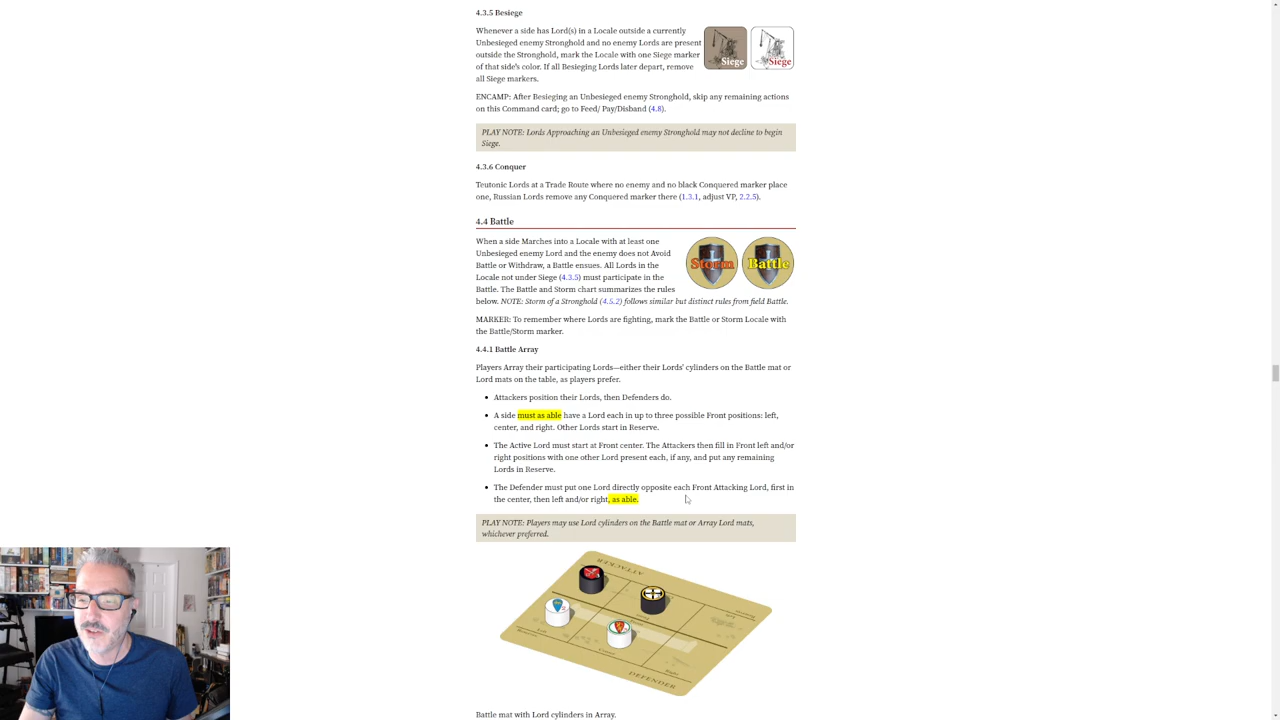 4.3.5 Besiege
Whenever a side has Lord(s) in a Locale outside a currently
Unbesieged enemy Stronghold and no enemy Lords are present
outside the Stronghold, mark the Locale with one Siege marker
of that side's color. If all Besieging Lords later depart, remove
all Siege markers.
Siege
Siege
ENCAMP: After Besieging an Unbesieged enemy Stronghold, skip any remaining actions
on this Command card; go to Feed/ Pay/Disband (4.8).
PLAY NOTE: Lords Approaching an Unbesieged enemy Stronghold may not decline to begin
Siege.
4.3.6 Conquer
Teutonic Lords at a Trade Route where no enemy and no black Conquered marker place
one, Russian Lords remove any Conquered marker there (1.3.1, adjust VP, 2.2.5).
4.4 Battle
When a side Marches into a Locale with at least one
Unbesieged enemy Lord and the enemy does not Avoid
Battle or Withdraw, a Battle ensues. All Lords in the
Locale not under Siege (4.3.5) must participate in the
Battle. The Battle and Storm chart summarizes the rules
below. NOTE: Storm of a Stronghold (4.5.2) follows similar but distinct rules from field Battle.
Storm
Battle
MARKER: To remember where Lords are fighting, mark the Battle or Storm Locale with
the Battle/Storm marker.
4.4.1 Battle Array
Players Array their participating Lords—either their Lords' cylinders on the Battle mat or
Lord mats on the table, as players prefer.
• Attackers position their Lords, then Defenders do.
• A side must as able have a Lord each in up to three possible Front positions: left,
center, and right. Other Lords start in Reserve.
• The Active Lord must start at Front center. The Attackers then fill in Front left and/or
right positions with one other Lord present each, if any, and put any remaining
Lords in Reserve.
• The Defender must put one Lord directly opposite each Front Attacking Lord, first in
the center, then left and/or right, as able.
PLAY NOTE: Players may use Lord cylinders on the Battle mat or Array Lord mats,
whichever preferred.
ATTACKER
Left
Center
Right
DEFENDER
Battle mat with Lord cylinders in Array.